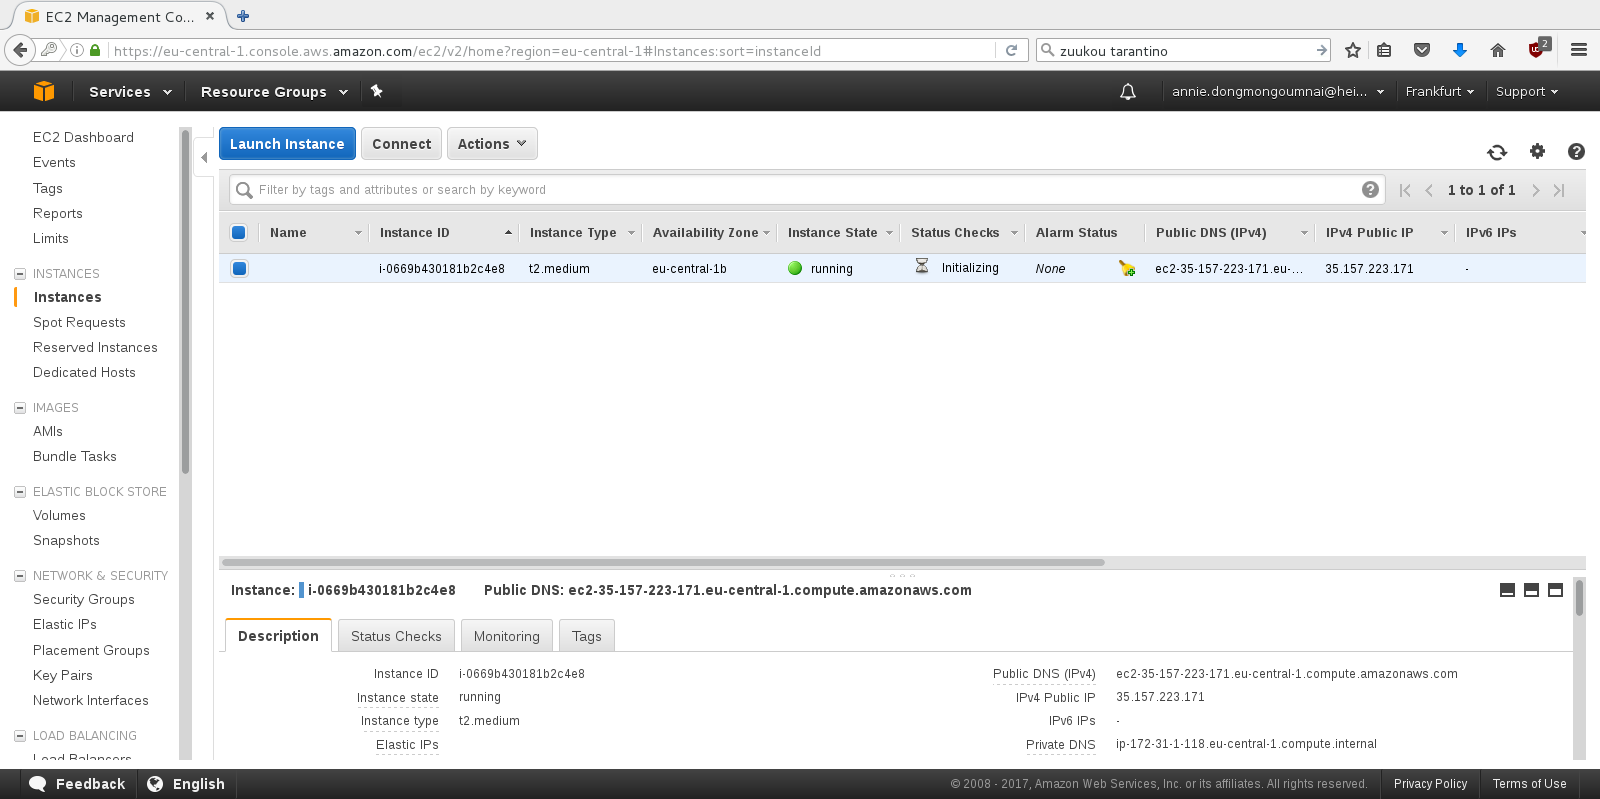 EC2 Management Co...
https://eu-central-1.console.aws.amazon.com/ec2/v2/home?region=eu-central-1#Instances:sort=instanceId
zuukou tarantino
2
Services
Resource Groups
annie.dongmongoumnai@hei...
Frankfurt
Support
EC2 Dashboard
Events
Tags
Reports
Limits
INSTANCES
Instances
Spot Requests
Reserved Instances
Dedicated Hosts
IMAGES
AMIs
Bundle Tasks
ELASTIC BLOCK STORE
Volumes
Snapshots
NETWORK & SECURITY
Security Groups
Elastic IPs
Placement Groups
Key Pairs
Network Interfaces
LOAD BALANCING
Load Balancers
Launch Instance
Connect
Actions
Filter by tags and attributes or search by keyword
1 to 1 of 1
Name Instance ID Instance Type Availability Zone Instance State Status Checks Alarm Status Public DNS (IPv4) IPv4 Public IP IPv6 IPs
i-0669b430181b2c4e8 t2.medium eu-central-1b running Initializing None ec2-35-157-223-171.eu-... 35.157.223.171 -
Instance: i-0669b430181b2c4e8 Public DNS: ec2-35-157-223-171.eu-central-1.compute.amazonaws.com
Description
Status Checks
Monitoring
Tags
Instance ID i-0669b430181b2c4e8
Instance state running
Instance type t2.medium
Elastic IPs
Public DNS (IPv4) ec2-35-157-223-171.eu-central-1.compute.amazonaws.com
IPv4 Public IP 35.157.223.171
IPv6 IPs -
Private DNS ip-172-31-1-118.eu-central-1.compute.internal
Feedback
English
© 2008 - 2017, Amazon Web Services, Inc. or its affiliates. All rights reserved.
Privacy Policy
Terms of Use